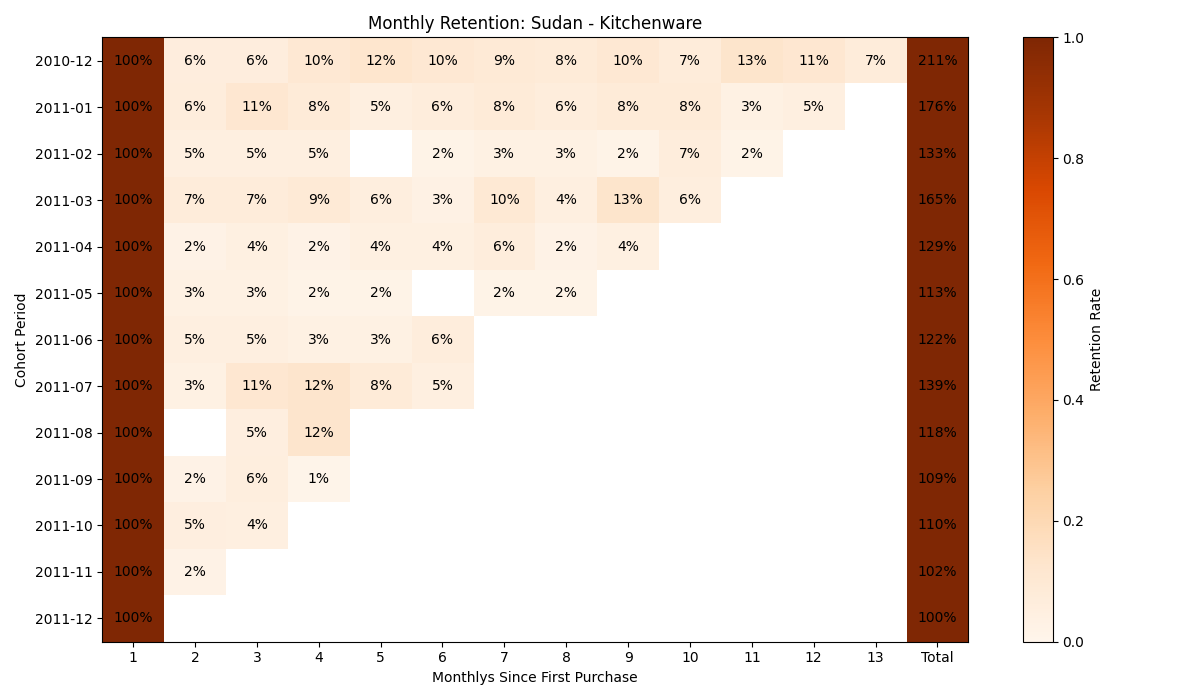 Monthly Retention: Sudan - Kitchenware
2010-12 100% 6% 6% 10% 12% 10% 9% 8% 10% 7% 13% 11% 7% 211%
2011-01 100% 6% 11% 8% 5% 6% 8% 6% 8% 8% 3% 5% 176%
2011-02 100% 5% 5% 5% 2% 3% 3% 2% 7% 2% 133%
2011-03 100% 7% 7% 9% 6% 3% 10% 4% 13% 6% 165%
2011-04 100% 2% 4% 2% 4% 4% 6% 2% 4% 129%
2011-05 100% 3% 3% 2% 2% 2% 2% 113%
2011-06 100% 5% 5% 3% 3% 6% 122%
2011-07 100% 3% 11% 12% 8% 5% 139%
2011-08 100% 5% 12% 118%
2011-09 100% 2% 6% 1% 109%
2011-10 100% 5% 4% 110%
2011-11 100% 2% 102%
2011-12 100% 100%
1 2 3 4 5 6 7 8 9 10 11 12 13 Total
Monthlys Since First Purchase
Cohort Period
1.0
0.8
0.6
0.4
0.2
0.0
Retention Rate